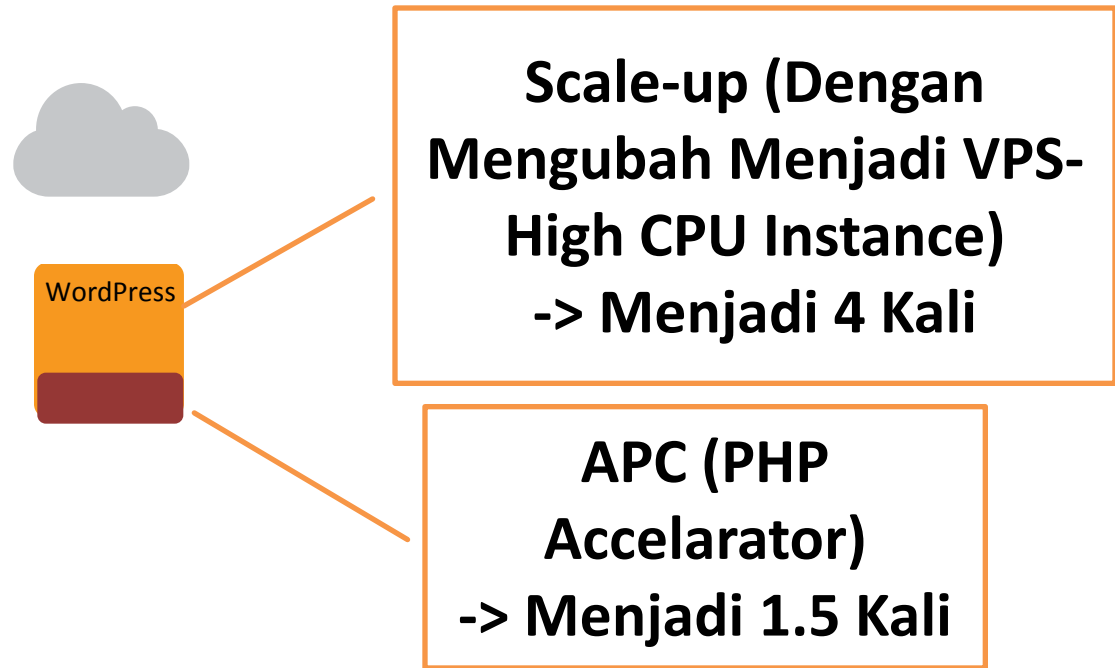 Scale-up (Dengan
Mengubah Menjadi VPS-
High CPU Instance)
-> Menjadi 4 Kali
WordPress
APC (PHP
Accelarator)
-> Menjadi 1.5 Kali